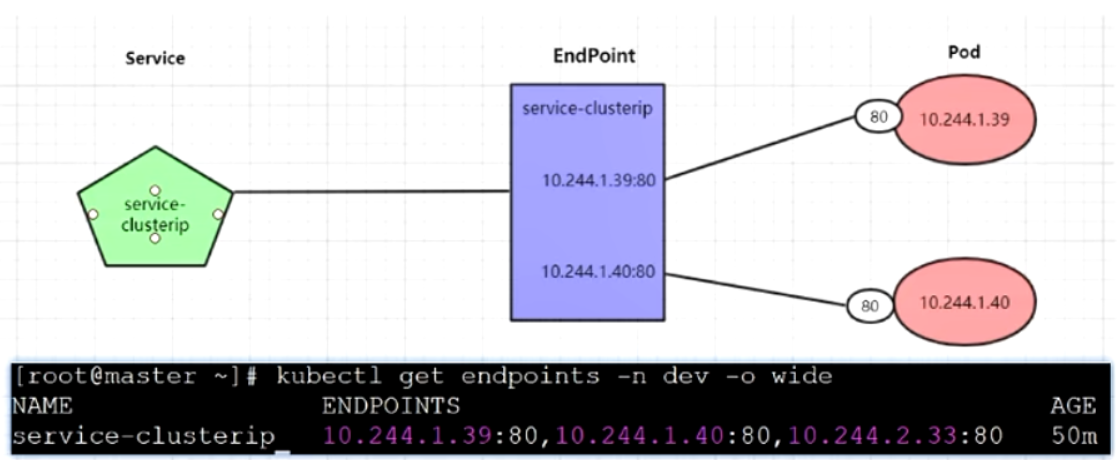 Service
EndPoint
Pod
service-clusterip
80
10.244.1.39
10.244.1.39:80
service-
clusterip
10.244.1.40:80
80
10.244.1.40
[root@master ~]# kubectl get endpoints -n dev -o wide
NAME ENDPOINTS AGE
service-clusterip 10.244.1.39:80,10.244.1.40:80,10.244.2.33:80 50m